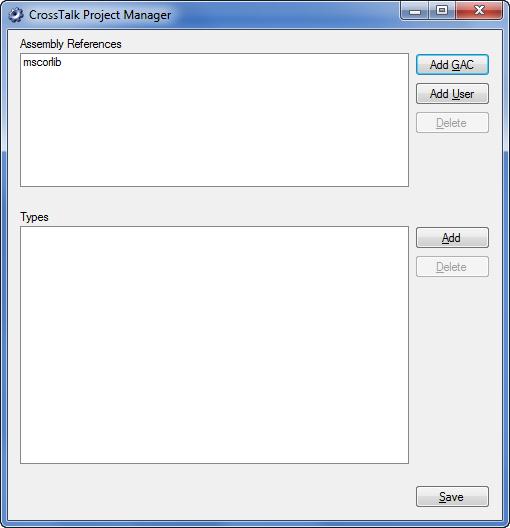 CrossTalk Project Manager
Assembly References
mscorlib
Add GAC
Add User
Delete
Types
Add
Delete
Save